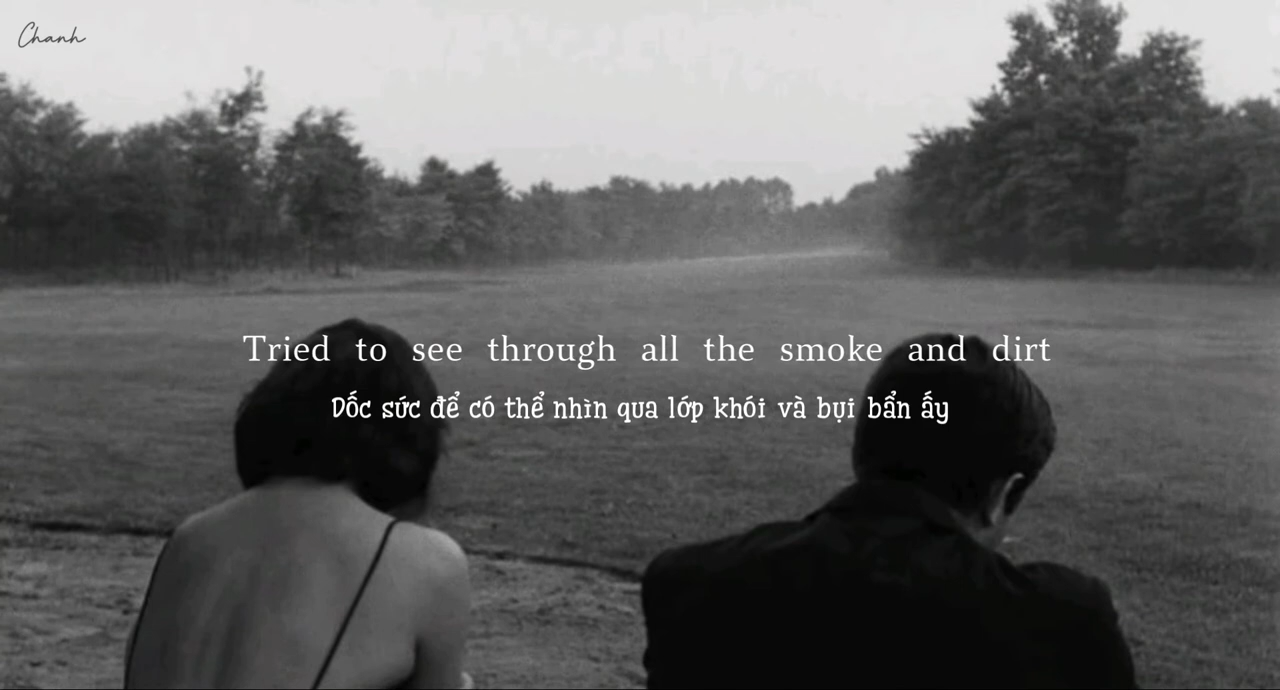 Chanh
Tried to see through all the smoke and dirt
Dốc sức để có thể nhìn qua lớp khói và bụi bẩn ấy